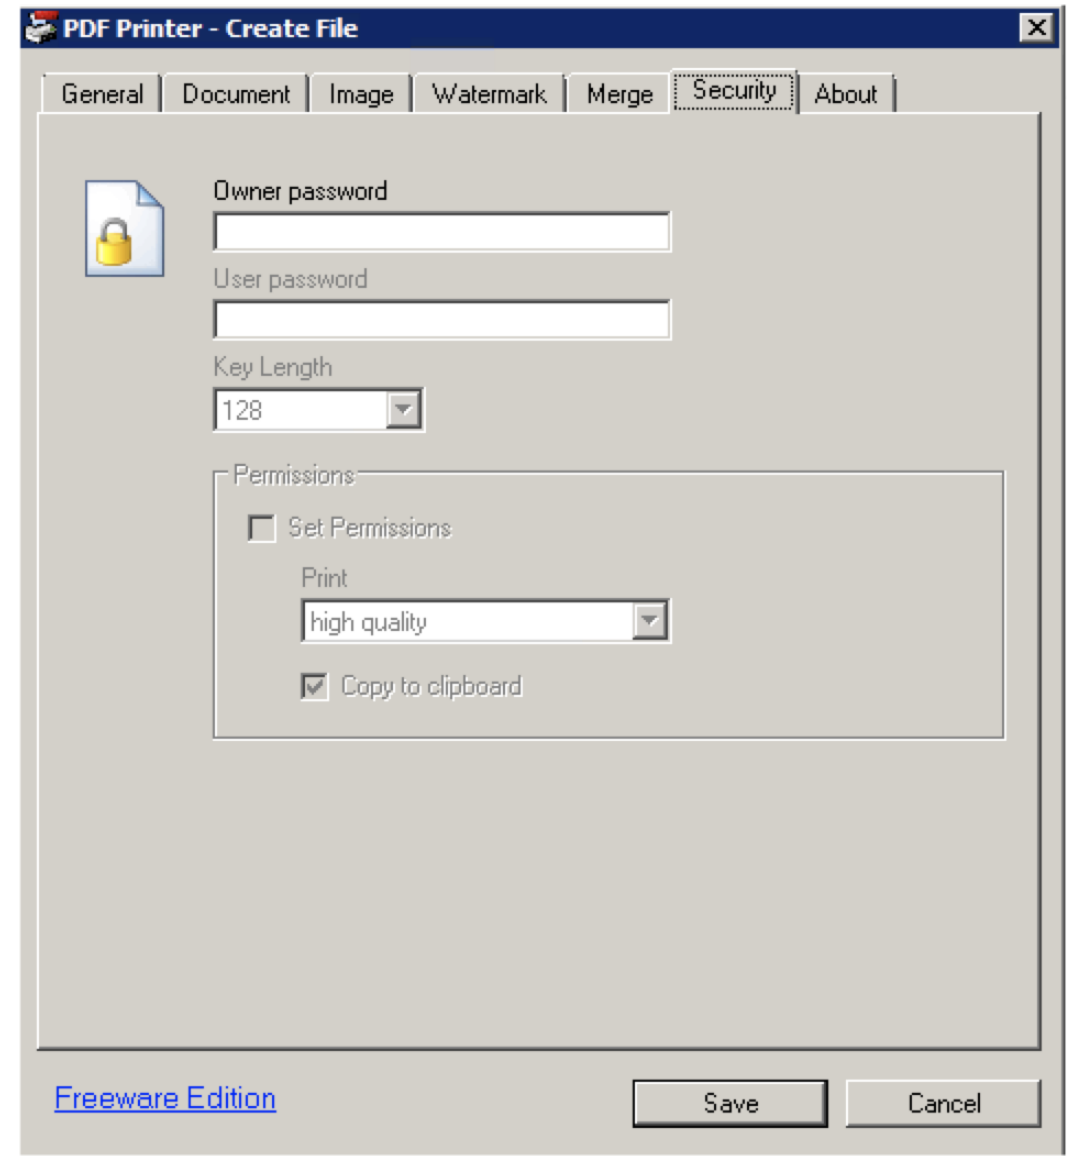 PDF Printer - Create File
General Document Image Watermark Merge Security About
Owner password
User password
Key Length
128
Permissions
Set Permissions
Print
high quality
Copy to clipboard
Freeware Edition Save Cancel